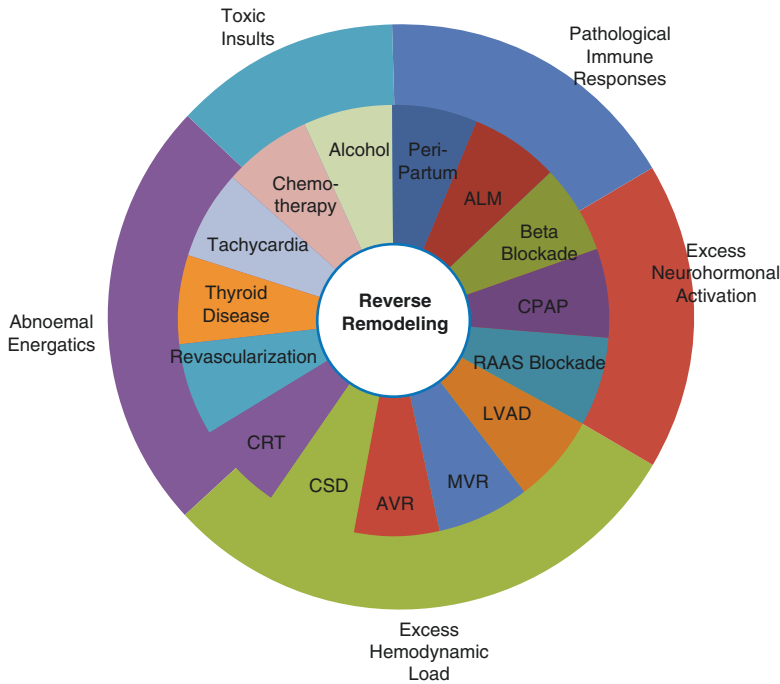 Toxic
Insults
Pathological
Immune
Responses
Excess
Neurohormonal
Activation
Excess
Hemodynamic
Load
Abnoemal
Energatics
Alcohol
Peri-
Partum
ALM
Beta
Blockade
CPAP
RAAS Blockade
LVAD
MVR
AVR
CSD
CRT
Revascularization
Thyroid
Disease
Tachycardia
Chemo-
therapy
Reverse
Remodeling